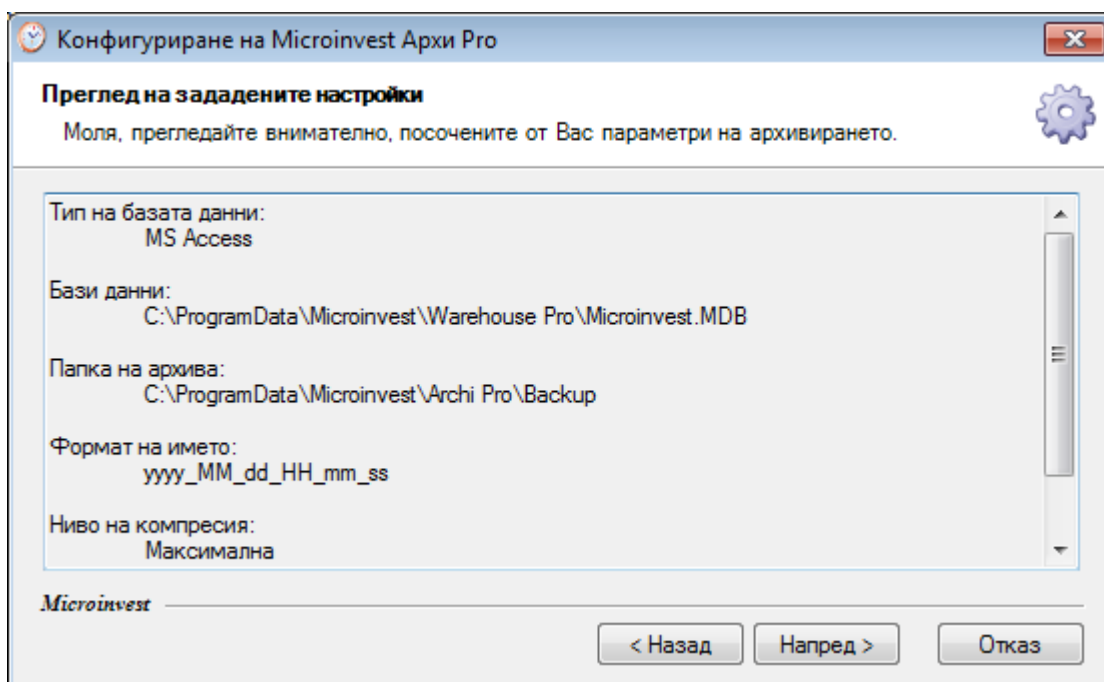 Конфигуриране на Microinvest Архи Pro
Преглед на зададените настройки
Моля, прегледайте внимателно, посочените от Вас параметри на архивирането.
Тип на базата данни:
MS Access
Бази данни:
C:\ProgramData\Microinvest\Warehouse Pro\Microinvest.MDB
Папка на архива:
C:\ProgramData\Microinvest\Archi Pro\Backup
Формат на името:
yyyy_MM_dd_HH_mm_ss
Ниво на компресия:
Максимална
Microinvest
< Назад
Напред >
Отказ